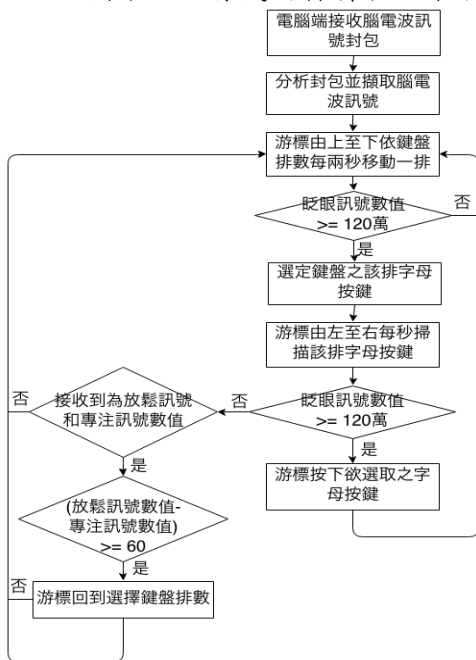 電腦端接收腦電波訊
號封包
分析封包並擷取腦電
波訊號
游標由上至下依鍵盤
排數每兩秒移動一排
眨眼訊號數值
>= 120萬
否
是
選定鍵盤之該排字母
按鍵
游標由左至右每秒掃
描該排字母按鍵
眨眼訊號數值
>= 120萬
否
是
游標按下欲選取之字
母按鍵
接收到為放鬆訊號
和專注訊號數值
否
是
(放鬆訊號數值-
專注訊號數值)
>= 60
是
否
游標回到選擇鍵盤排數